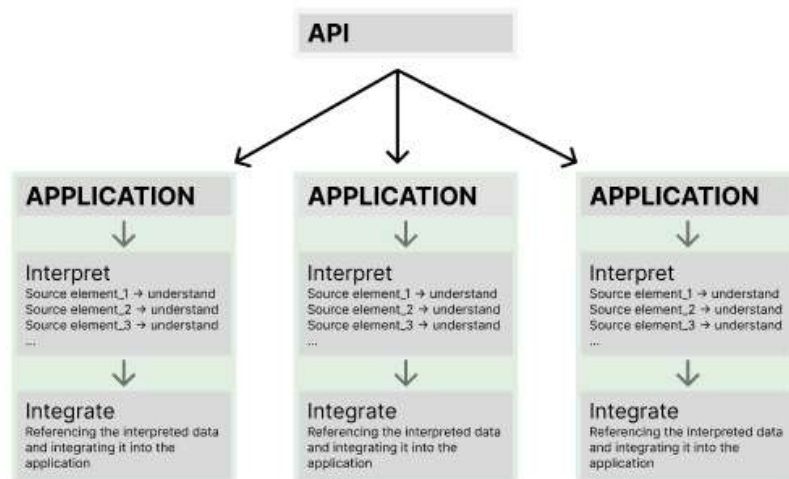 API
APPLICATION
Interpret
Source element_1 → understand
Source element_2 → understand
Source element_3 → understand
...
Integrate
Referencing the interpreted data
and integrating it into the
application
APPLICATION
Interpret
Source element_1 → understand
Source element_2 → understand
Source element_3 → understand
...
Integrate
Referencing the interpreted data
and integrating it into the
application
APPLICATION
Interpret
Source element_1 → understand
Source element_2 → understand
Source element_3 → understand
...
Integrate
Referencing the interpreted data
and integrating it into the
application